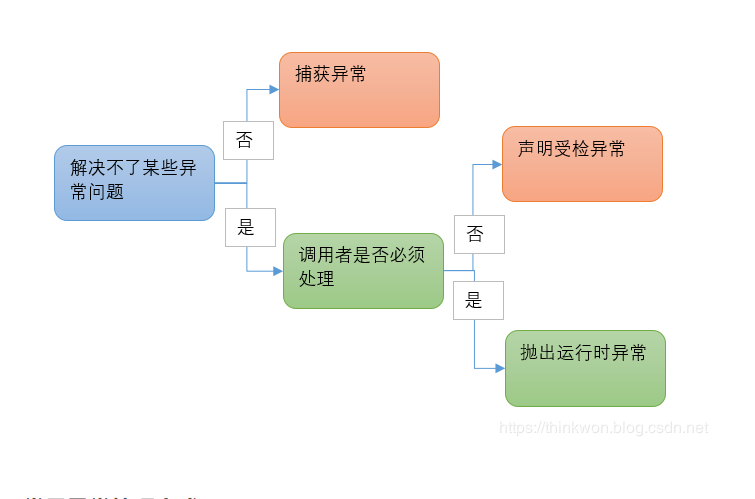 捕获异常
否
声明受检异常
解决不了某些异
常问题
是
否
调用者是否必须
处理
是
抛出运行时异常
https://thinkwon.blog.csdn.net